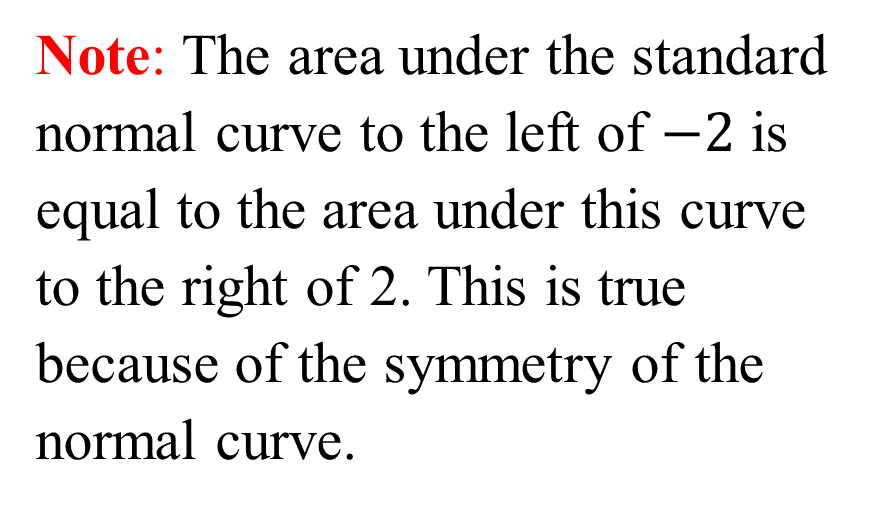 Note: The area under the standard
normal curve to the left of −2 is
equal to the area under this curve
to the right of 2. This is true
because of the symmetry of the
normal curve.